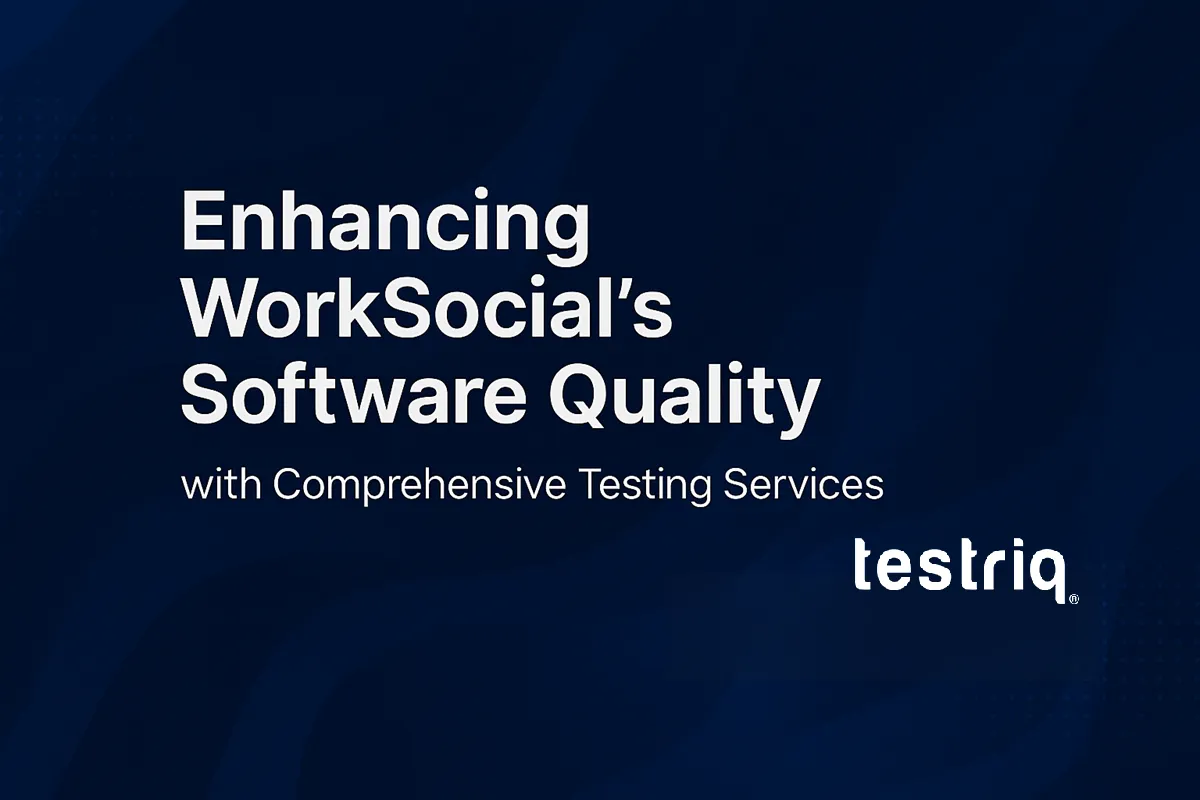 Enhancing
WorkSocial’s
Software Quality
with Comprehensive Testing Services
testriq®